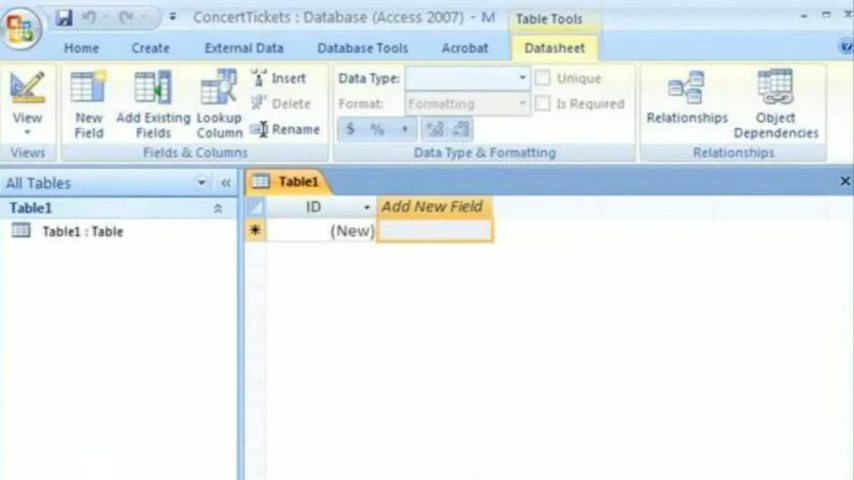 ConcertTickets : Database (Access 2007) - M
Table Tools
Home
Create
External Data
Database Tools
Acrobat
Datasheet
View
New
Field
Add Existing
Fields
Lookup
Column
Insert
Delete
Rename
Data Type:
Format:
Formatting
$ %
Unique
Is Required
Relationships
Object
Dependencies
Views
Fields & Columns
Data Type & Formatting
Relationships
All Tables
Table1
Table1 : Table
Table1
ID
Add New Field
(New)